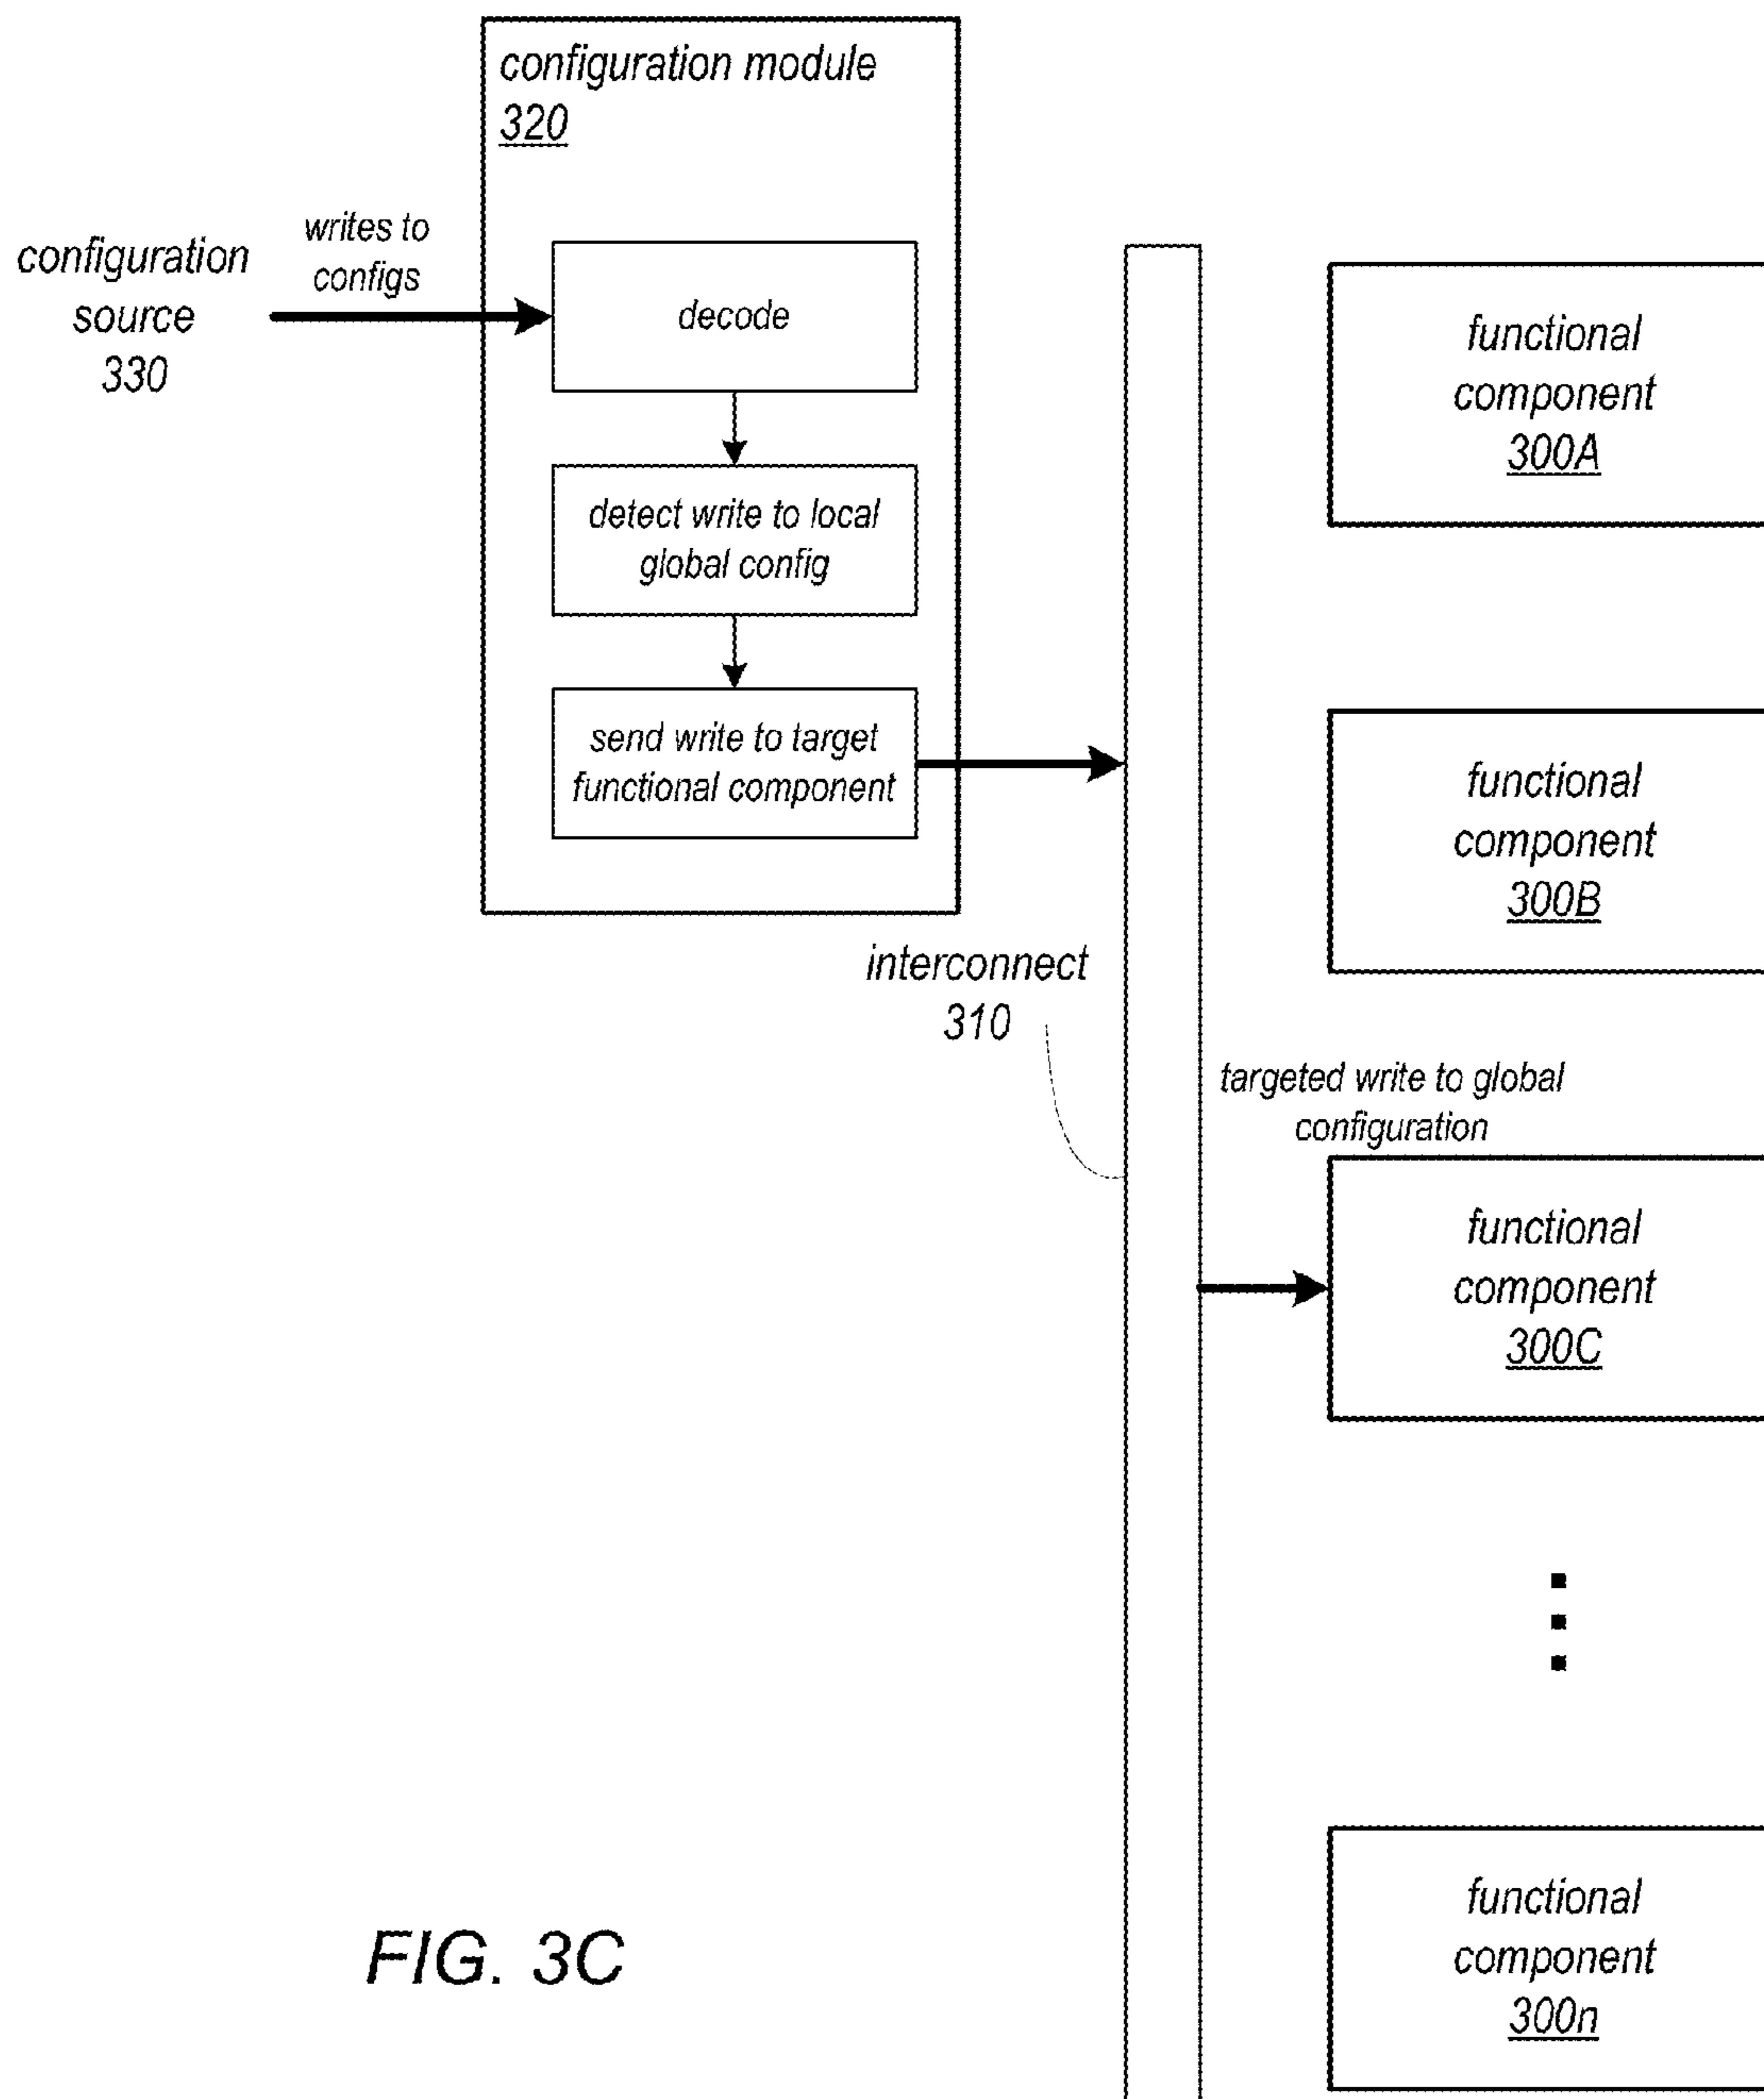 configuration module
320
writes to
configs
configuration
source
330
decode
detect write to local
global config
send write to target
functional component
interconnect
310
functional
component
300A
functional
component
300B
targeted write to global
configuration
functional
component
300C
functional
component
300n
FIG. 3C